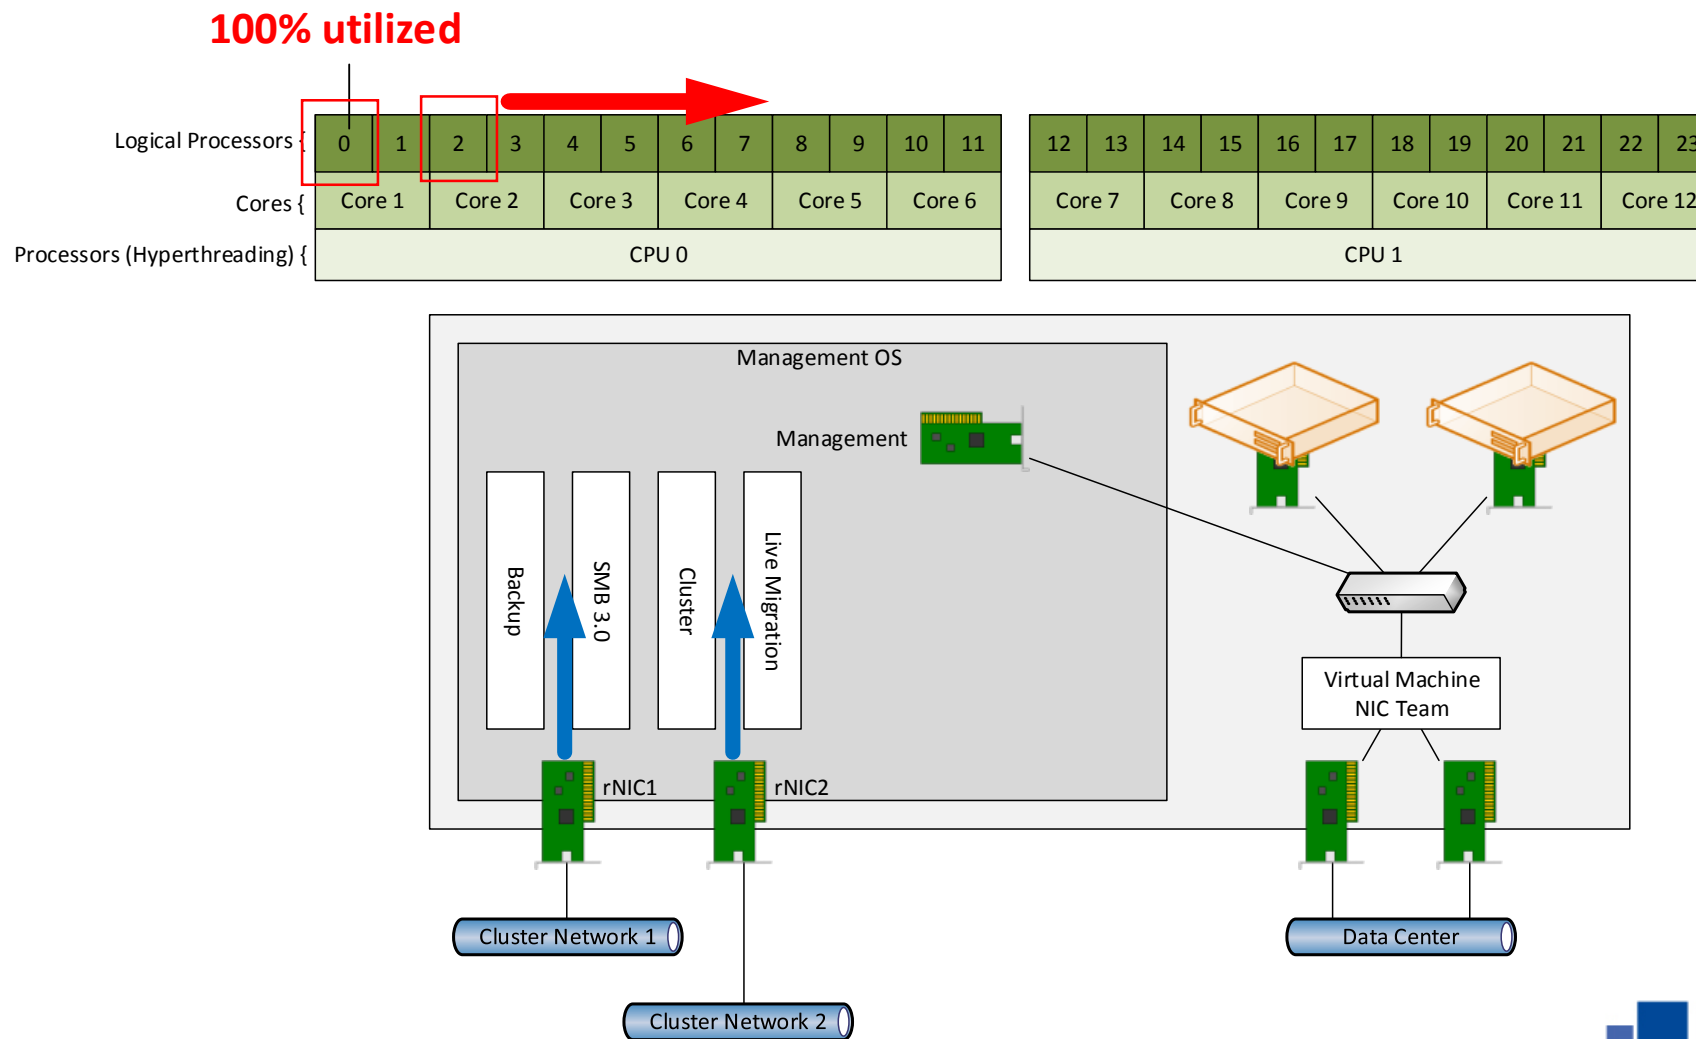 100% utilized
Logical Processors {
0 1 2 3 4 5 6 7 8 9 10 11 12 13 14 15 16 17 18 19 20 21 22 23
Cores {
Core 1 Core 2 Core 3 Core 4 Core 5 Core 6 Core 7 Core 8 Core 9 Core 10 Core 11 Core 12
Processors (Hyperthreading) {
CPU 0 CPU 1
Management OS
Management
Backup
SMB 3.0
Cluster
Live Migration
Virtual Machine
NIC Team
rNIC1
rNIC2
Cluster Network 1
Data Center
Cluster Network 2